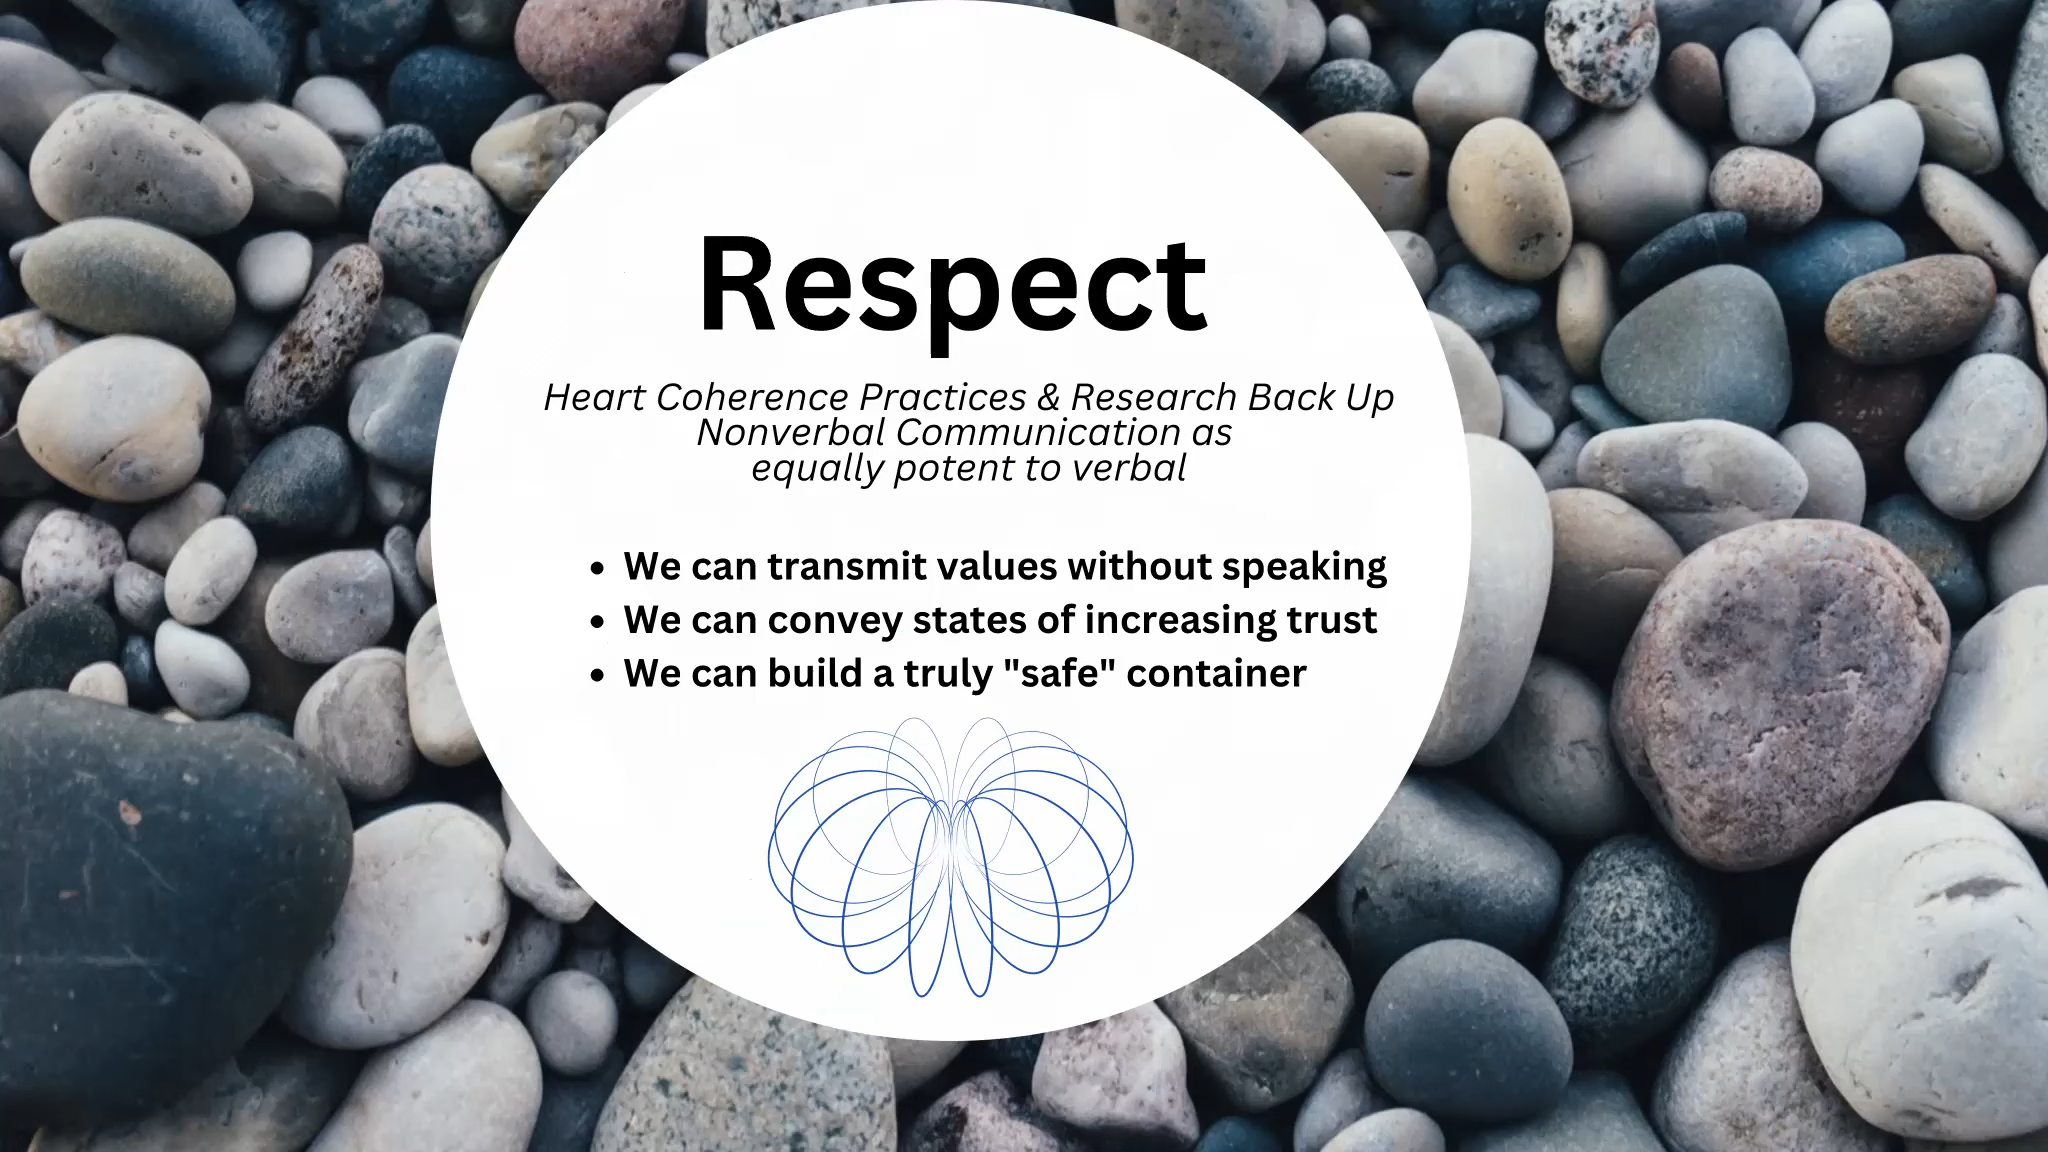 Respect
Heart Coherence Practices & Research Back Up
Nonverbal Communication as
equally potent to verbal
• We can transmit values without speaking
• We can convey states of increasing trust
• We can build a truly "safe" container